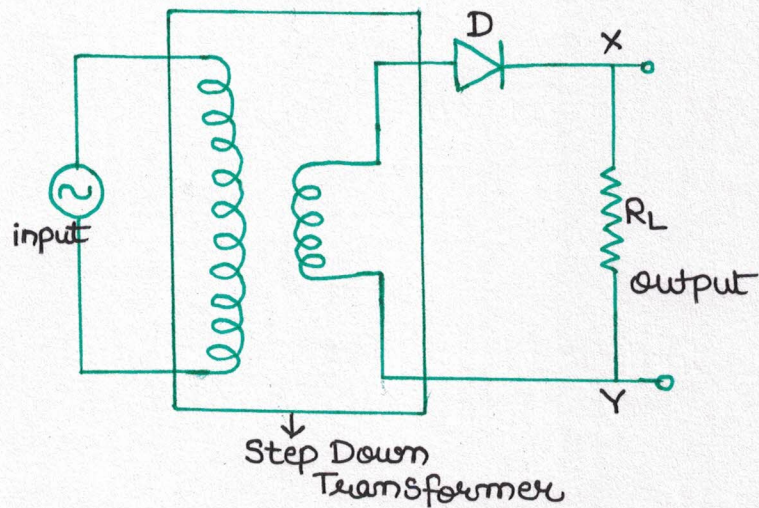 D
X
input
RL
output
Y
Step Down
Transformer